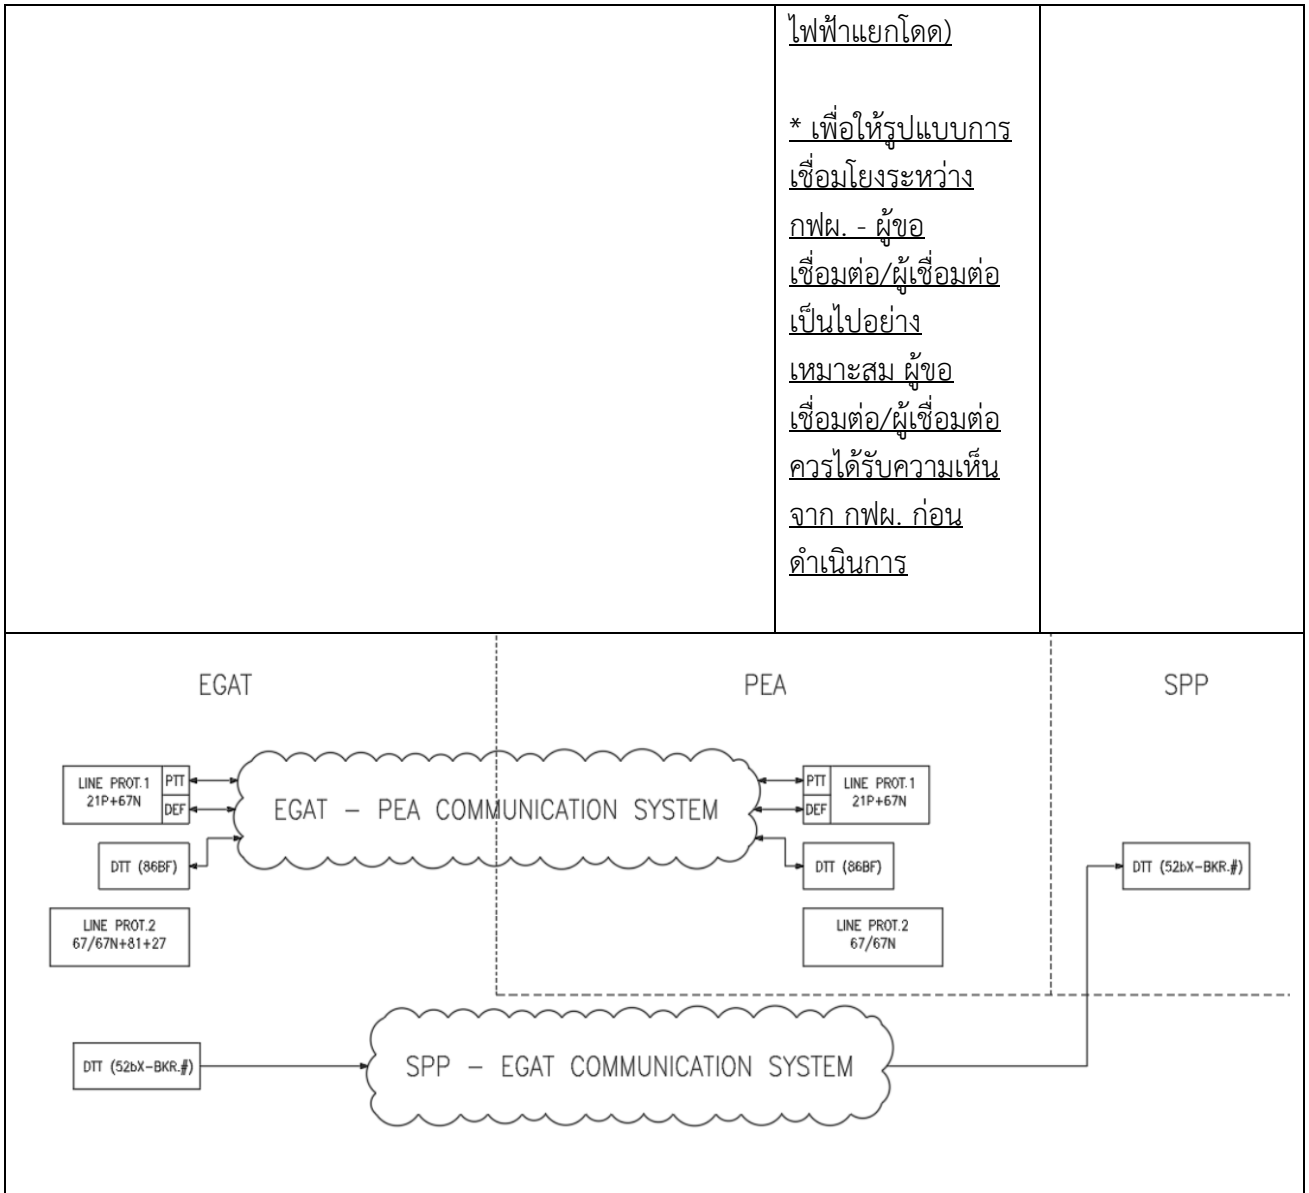 ไฟฟ้าแยกโดด)
* เพื่อให้รูปแบบการ
เชื่อมโยงระหว่าง
กฟผ. - ผู้ขอ
เชื่อมต่อ/ผู้เชื่อมต่อ
เป็นไปอย่าง
เหมาะสม ผู้ขอ
เชื่อมต่อ/ผู้เชื่อมต่อ
ควรได้รับความเห็น
จาก กฟผ. ก่อน
ดำเนินการ
EGAT
PEA
SPP
LINE PROT.1
21P+67N
PTT
DEF
EGAT – PEA COMMUNICATION SYSTEM
PTT
DEF
LINE PROT.1
21P+67N
DTT (86BF)
DTT (86BF)
DTT (52bX-BKR.#)
LINE PROT.2
67/67N+81+27
LINE PROT.2
67/67N
DTT (52bX-BKR.#)
SPP – EGAT COMMUNICATION SYSTEM